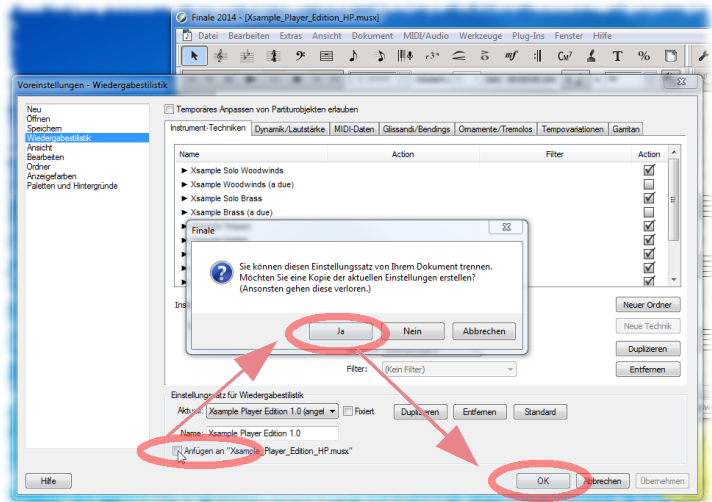 Finale 2014 - [Xsample_Player_Edition_HP.musx]
Datei Bearbeiten Extras Ansicht Dokument MIDI/Audio Werkzeuge Plug-Ins Fenster Hilfe
mf CM7 T %
Voreinstellungen - Wiedergabestilistik
Neu
Öffnen
Speichern
Wiedergabestilistik
Ansicht
Bearbeiten
Ordner
Anzeigefarben
Paletten und Hintergründe
Temporäres Anpassen von Partiturobjekten erlauben
Instrument-Techniken Dynamik/Lautstärke MIDI-Daten Glissandi/Bendings Ornamente/Tremolos Tempovariationen Garritan
Name Action Filter Action
Xsample Solo Woodwinds
Xsample Woodwinds (a due)
Xsample Solo Brass
Xsample Brass (a due)
Finale
Sie können diesen Einstellungssatz von Ihrem Dokument trennen.
Möchten Sie eine Kopie der aktuellen Einstellungen erstellen?
(Ansonsten gehen diese verloren.)
Ja Nein Abbrechen
Neuer Ordner
Neue Technik
Duplizieren
Filter: (Kein Filter) Entfernen
Einstellungssatz für Wiedergabestilistik
Aktuell: Xsample Player Edition 1.0 (angef Fixiert Duplizieren Entfernen Standard
Name: Xsample Player Edition 1.0
Anfügen an "Xsample_Player_Edition_HP.musx"
Hilfe OK Abbrechen Übernehmen